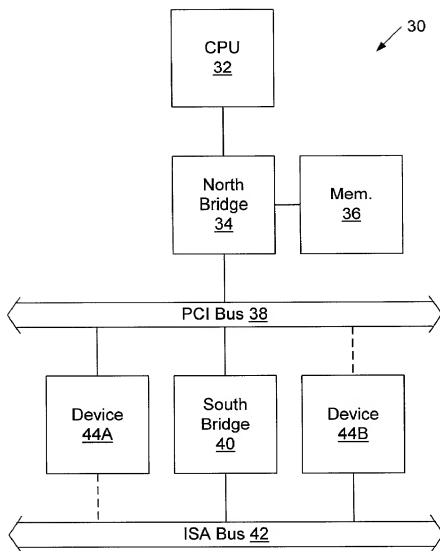 30
CPU
32
North
Bridge
34
Mem.
36
PCI Bus 38
Device
44A
South
Bridge
40
Device
44B
ISA Bus 42